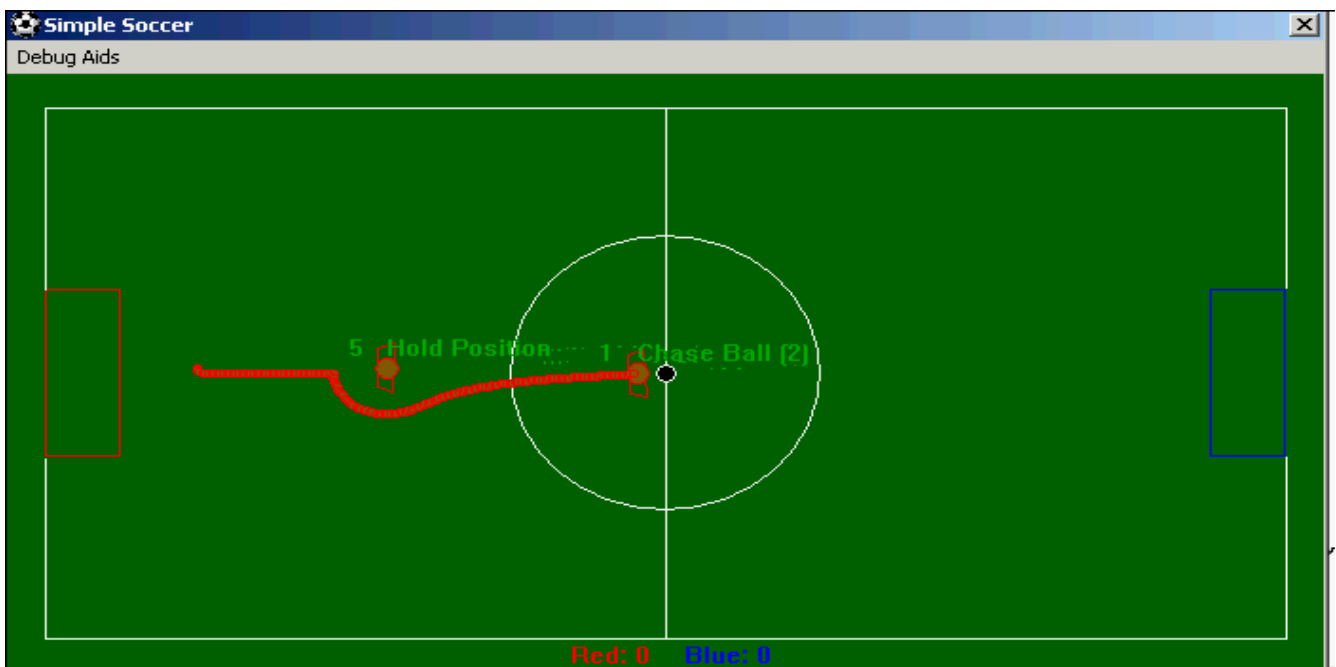 Simple Soccer
Debug Aids
5 Hold Position 1 Chase Ball (2)
Red: 0 Blue: 0